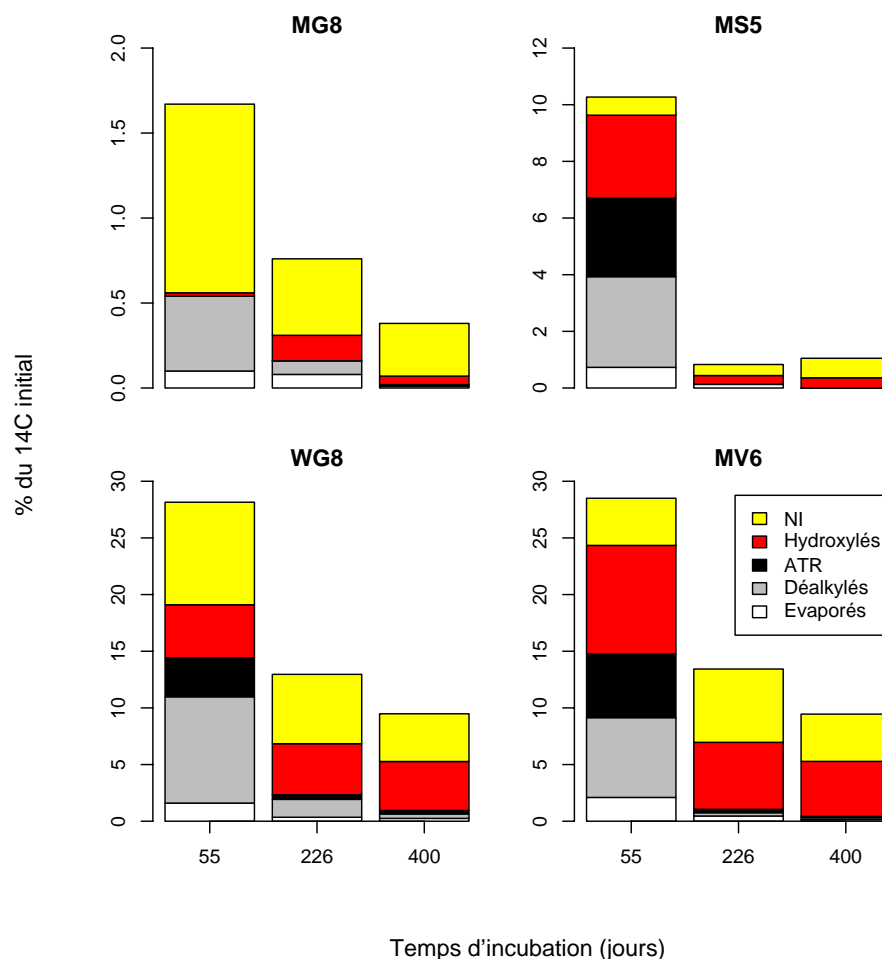 MG8
2.0
1.5
1.0
0.5
0.0
MS5
12
10
8
6
4
2
0
% du 14C initial
WG8
30
25
20
15
10
5
0
55 226 400
MV6
30
25
20
15
10
5
0
55 226 400
NI
Hydroxylés
ATR
Déalkylés
Evaporés
Temps d'incubation (jours)